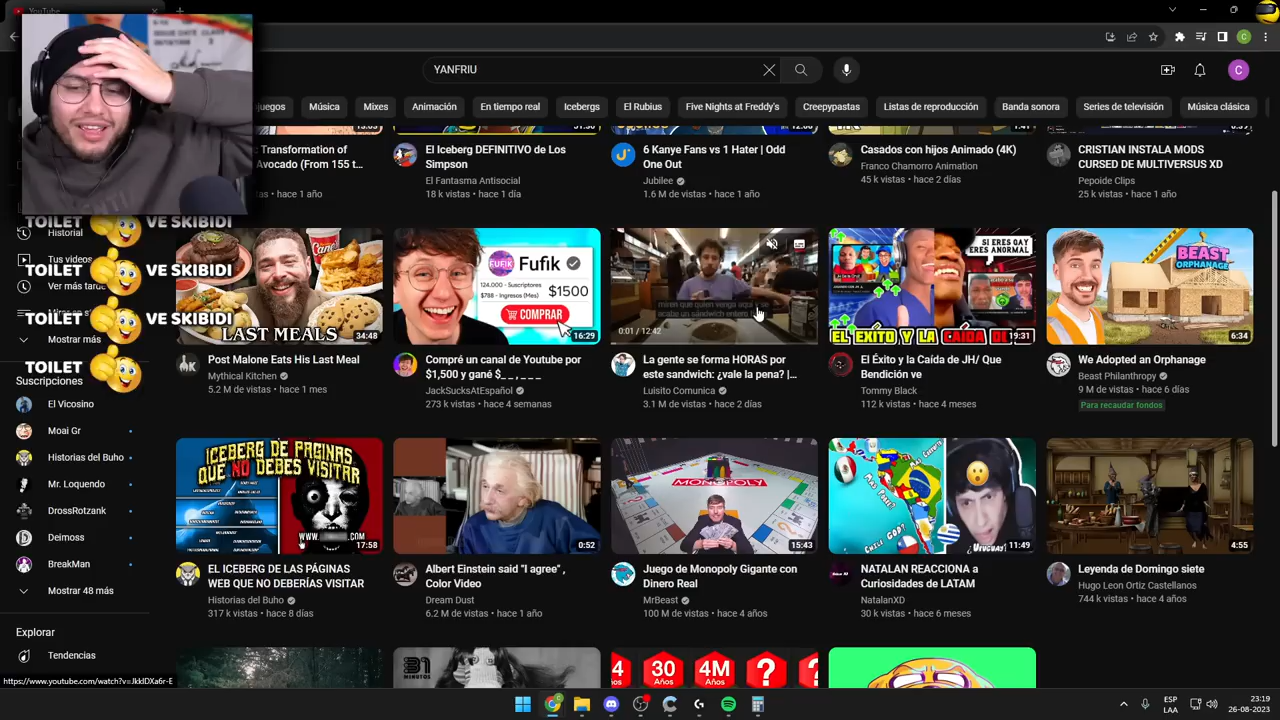 YouTube
YANFRIU
Música
Mixes
Animación
En tiempo real
Icebergs
El Rubius
Five Nights at Freddy's
Creepypastas
Listas de reproducción
Banda sonora
Series de televisión
Música clásica
Transformation of
Avocado (From 155 t...
hace 1 año
El Iceberg DEFINITIVO de Los
Simpson
El Fantasma Antisocial
18 k vistas • hace 1 día
6 Kanye Fans vs 1 Hater | Odd
One Out
Jubilee
1.6 M de vistas • hace 1 año
Casados con hijos Animado (4K)
Franco Chamorro Animation
45 k vistas • hace 2 días
CRISTIAN INSTALA MODS
CURSED DE MULTIVERSUS XD
Pepoide Clips
25 k vistas • hace 1 año
TOILET VE SKIBIDI
TOILET VE SKIBIDI
TOILET VE SKIBIDI
TOILET
Historial
Tus videos
Ver más tarde
Mostrar más
Suscripciones
El Vicosino
Moai Gr
Historias del Buho
Mr. Loquendo
DrossRotzank
Deimoss
BreakMan
Mostrar 48 más
Explorar
Tendencias
LAST MEALS
34:48
Post Malone Eats His Last Meal
Mythical Kitchen
5.2 M de vistas • hace 1 mes
FUFIK
Fufik
124.000 - Suscriptores
$788 - Ingresos (Mes)
$1500
COMPRAR
16:29
Compré un canal de Youtube por
$1,500 y gané $__,___
JackSucksAtEspañol
273 k vistas • hace 4 semanas
miren que quien venga aquí y se
acaba un sándwich entero
0:01 / 12:42
La gente se forma HORAS por
este sandwich: ¿vale la pena? |...
Luisito Comunica
3.1 M de vistas • hace 2 días
SI ERES GAY
ERES ANORMAL
EL EXITO Y LA CAÍDA DE
19:31
El Éxito y la Caída de JH/ Que
Bendición ve
Tommy Black
112 k vistas • hace 4 meses
BEAST
ORPHANAGE
6:34
We Adopted an Orphanage
Beast Philanthropy
9 M de vistas • hace 6 días
Para recaudar fondos
ICEBERG DE PAGINAS
QUE NO DEBES VISITAR
17:58
EL ICEBERG DE LAS PÁGINAS
WEB QUE NO DEBERÍAS VISITAR
Historias del Buho
317 k vistas • hace 8 días
0:52
Albert Einstein said "I agree" ,
Color Video
Dream Dust
6.2 M de vistas • hace 1 año
MONOPOLY
15:43
Juego de Monopoly Gigante con
Dinero Real
MrBeast
100 M de vistas • hace 4 años
11:49
NATALAN REACCIONA a
Curiosidades de LATAM
NatalanXD
30 k vistas • hace 6 meses
4:55
Leyenda de Domingo siete
Hugo Leon Ortiz Castellanos
744 k vistas • hace 4 años
31
MINUTOS
30
Años
4M
Años
?
https://www.youtube.com/watch?v=JkklDXa6r-E
ESP
LAA
23:19
26-08-2023